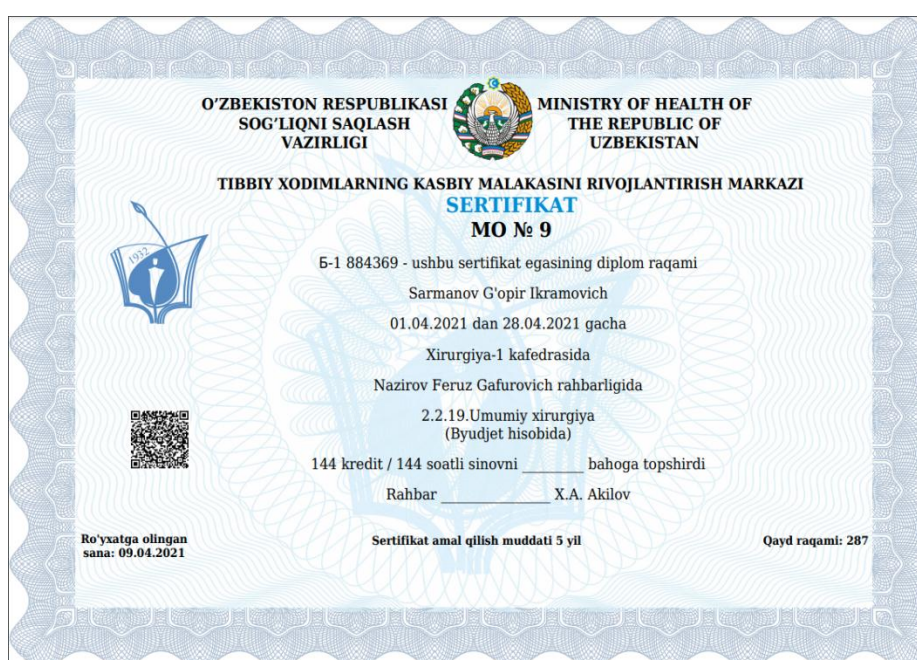 O'ZBEKISTON RESPUBLIKASI
SOG'LIQNI SAQLASH
VAZIRLIGI
MINISTRY OF HEALTH OF
THE REPUBLIC OF
UZBEKISTAN
TIBBIY XODIMLARNING KASBIY MALAKASINI RIVOJLANTIRISH MARKAZI
SERTIFIKAT
MO № 9
1932
Б-1 884369 - ushbu sertifikat egasining diplom raqami
Sarmanov G'opir Ikramovich
01.04.2021 dan 28.04.2021 gacha
Xirurgiya-1 kafedrasida
Nazirov Feruz Gafurovich rahbarligida
2.2.19.Umumiy xirurgiya
(Byudjet hisobida)
144 kredit / 144 soatli sinovni ________ bahoga topshirdi
Rahbar ______________ X.A. Akilov
Ro'yxatga olingan
sana: 09.04.2021
Sertifikat amal qilish muddati 5 yil
Qayd raqami: 287